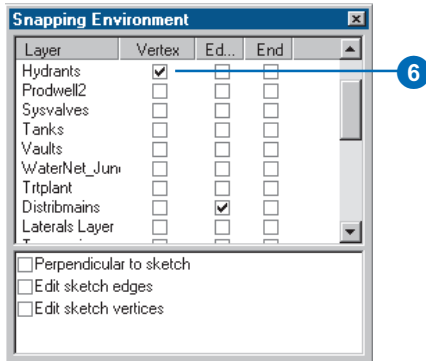 Snapping Environment
Layer Vertex Ed... End
Hydrants
Prodwell2
Sysvalves
Tanks
Vaults
WaterNet_Jun
Trtplant
Distribmains
Laterals Layer
Perpendicular to sketch
Edit sketch edges
Edit sketch vertices
6